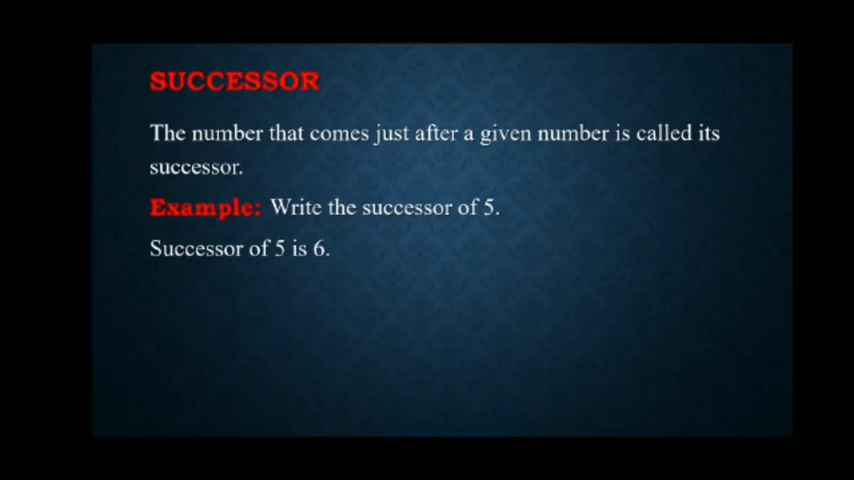 SUCCESSOR
The number that comes just after a given number is called its
successor.
Example: Write the successor of 5.
Successor of 5 is 6.